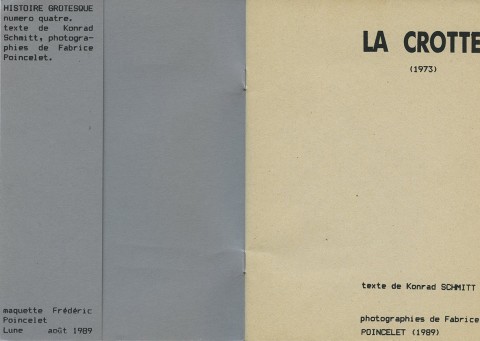 HISTOIRE GROTESQUE
numero quatre.
texte de Konrad
Schmitt, photogra-
phies de Fabrice
Poincelet.
maquette Frédéric
Poincelet
Lune août 1989
LA CROTTE
(1973)
texte de Konrad SCHMITT
photographies de Fabrice
POINCELET (1989)